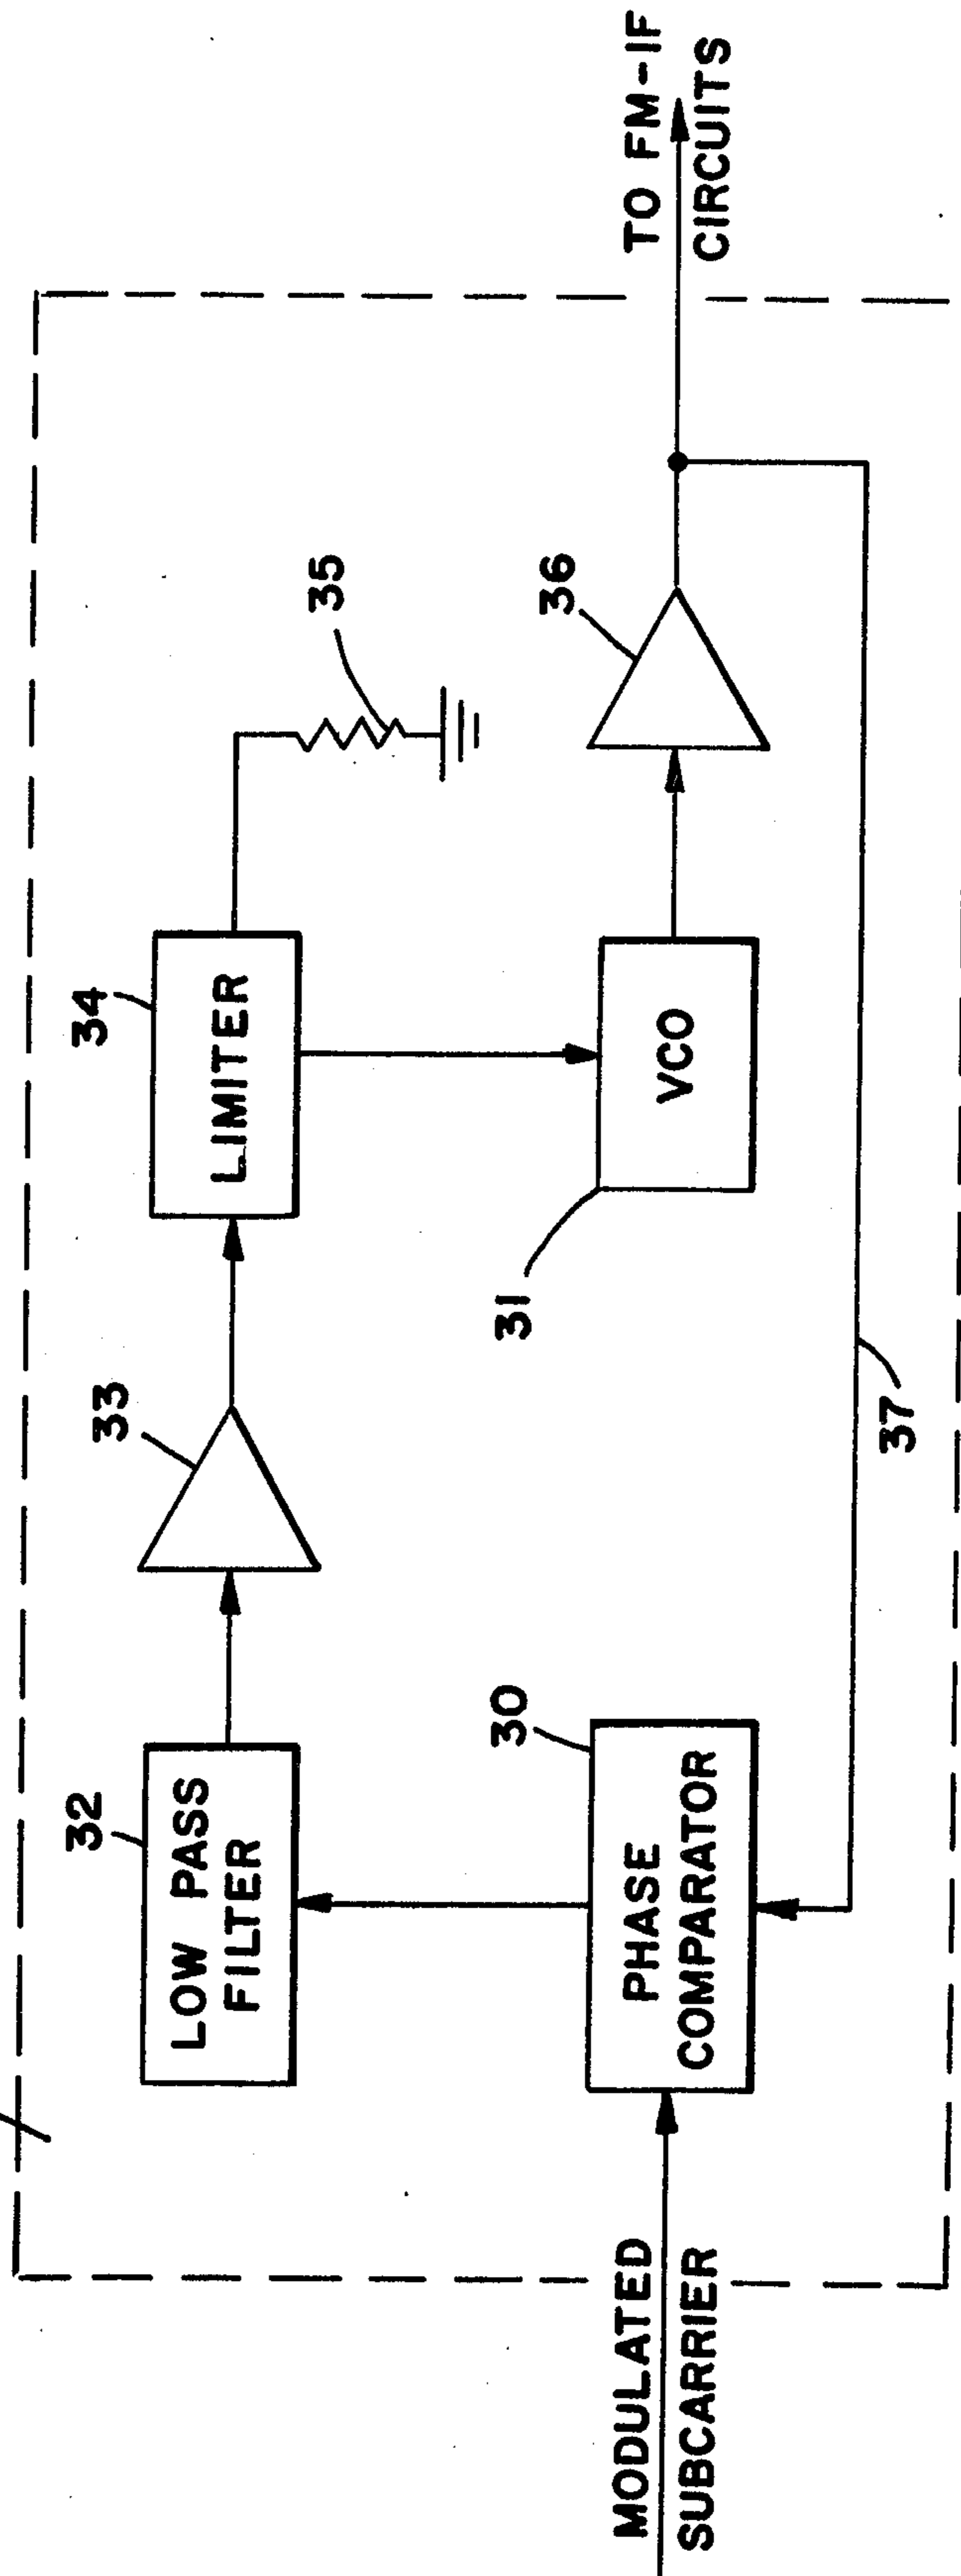 32
LOW PASS
FILTER
33
34
LIMITER
35
MODULATED
SUBCARRIER
30
PHASE
COMPARATOR
31
VCO
36
TO FM-IF
CIRCUITS
37